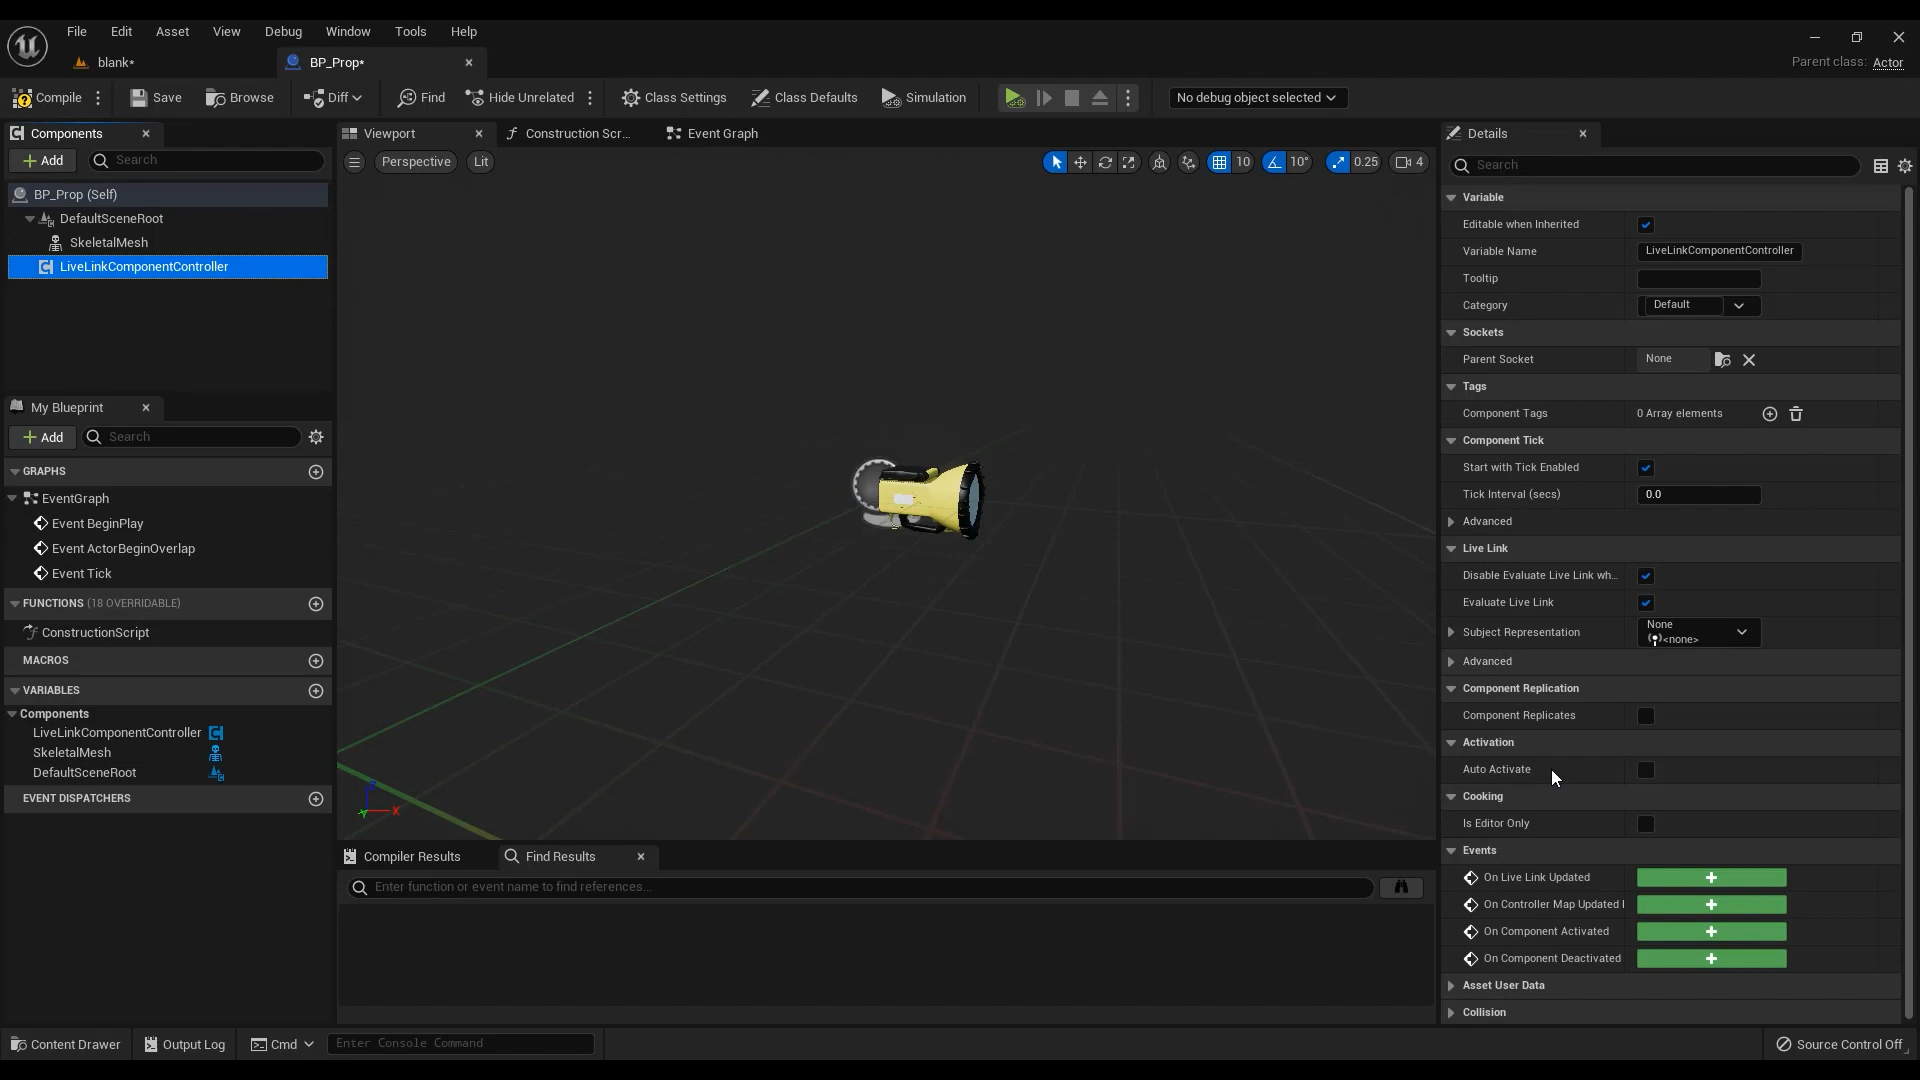 File Edit Asset View Debug Window Tools Help
blank*
BP_Prop*
Parent class: Actor
Compile
Save
Browse
Diff
Find
Hide Unrelated
Class Settings
Class Defaults
Simulation
No debug object selected
Components
Add
Search
BP_Prop (Self)
DefaultSceneRoot
SkeletalMesh
LiveLinkComponentController
My Blueprint
Add
Search
GRAPHS
EventGraph
Event BeginPlay
Event ActorBeginOverlap
Event Tick
FUNCTIONS (18 OVERRIDABLE)
ConstructionScript
MACROS
VARIABLES
Components
LiveLinkComponentController
SkeletalMesh
DefaultSceneRoot
EVENT DISPATCHERS
Viewport
Construction Scr...
Event Graph
Perspective
Lit
10
10°
0.25
4
X
Compiler Results
Find Results
Enter function or event name to find references...
Details
Search
Variable
Editable when Inherited
Variable Name LiveLinkComponentController
Tooltip
Category Default
Sockets
Parent Socket None
Tags
Component Tags 0 Array elements
Component Tick
Start with Tick Enabled
Tick Interval (secs) 0.0
Advanced
Live Link
Disable Evaluate Live Link wh...
Evaluate Live Link
Subject Representation None
<none>
Advanced
Component Replication
Component Replicates
Activation
Auto Activate
Cooking
Is Editor Only
Events
On Live Link Updated
On Controller Map Updated
On Component Activated
On Component Deactivated
Asset User Data
Collision
Content Drawer
Output Log
Cmd
Enter Console Command
Source Control Off